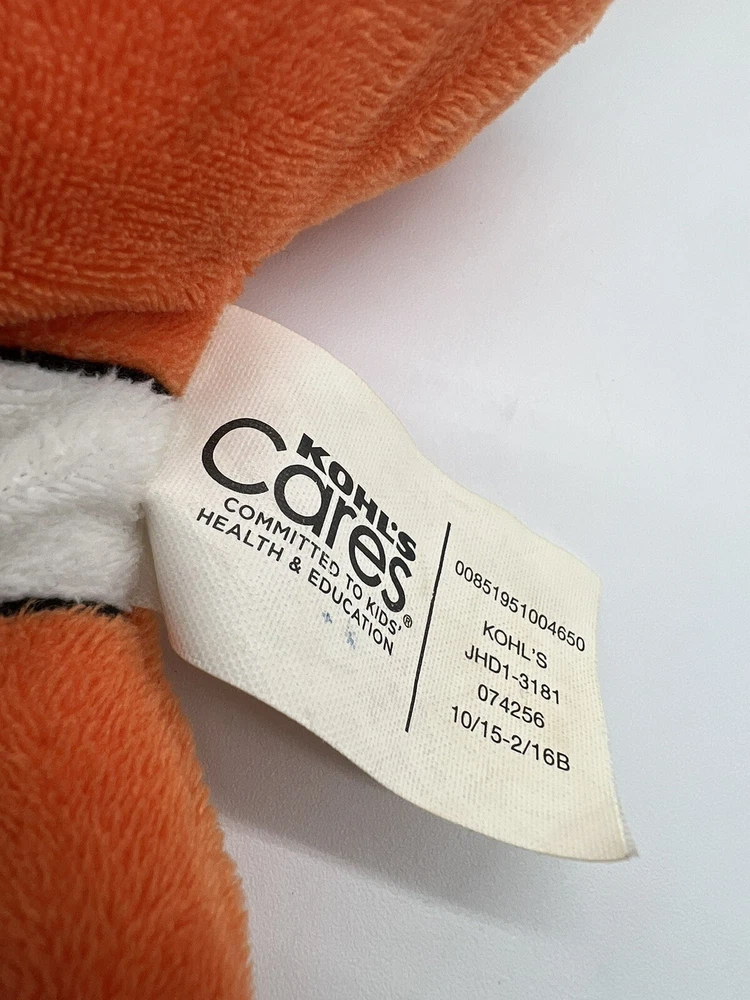 KOHL'S
Cares®
COMMITTED TO KIDS'
HEALTH & EDUCATION
00851951004650
KOHL'S
JHD1-3181
074256
10/15-2/16B